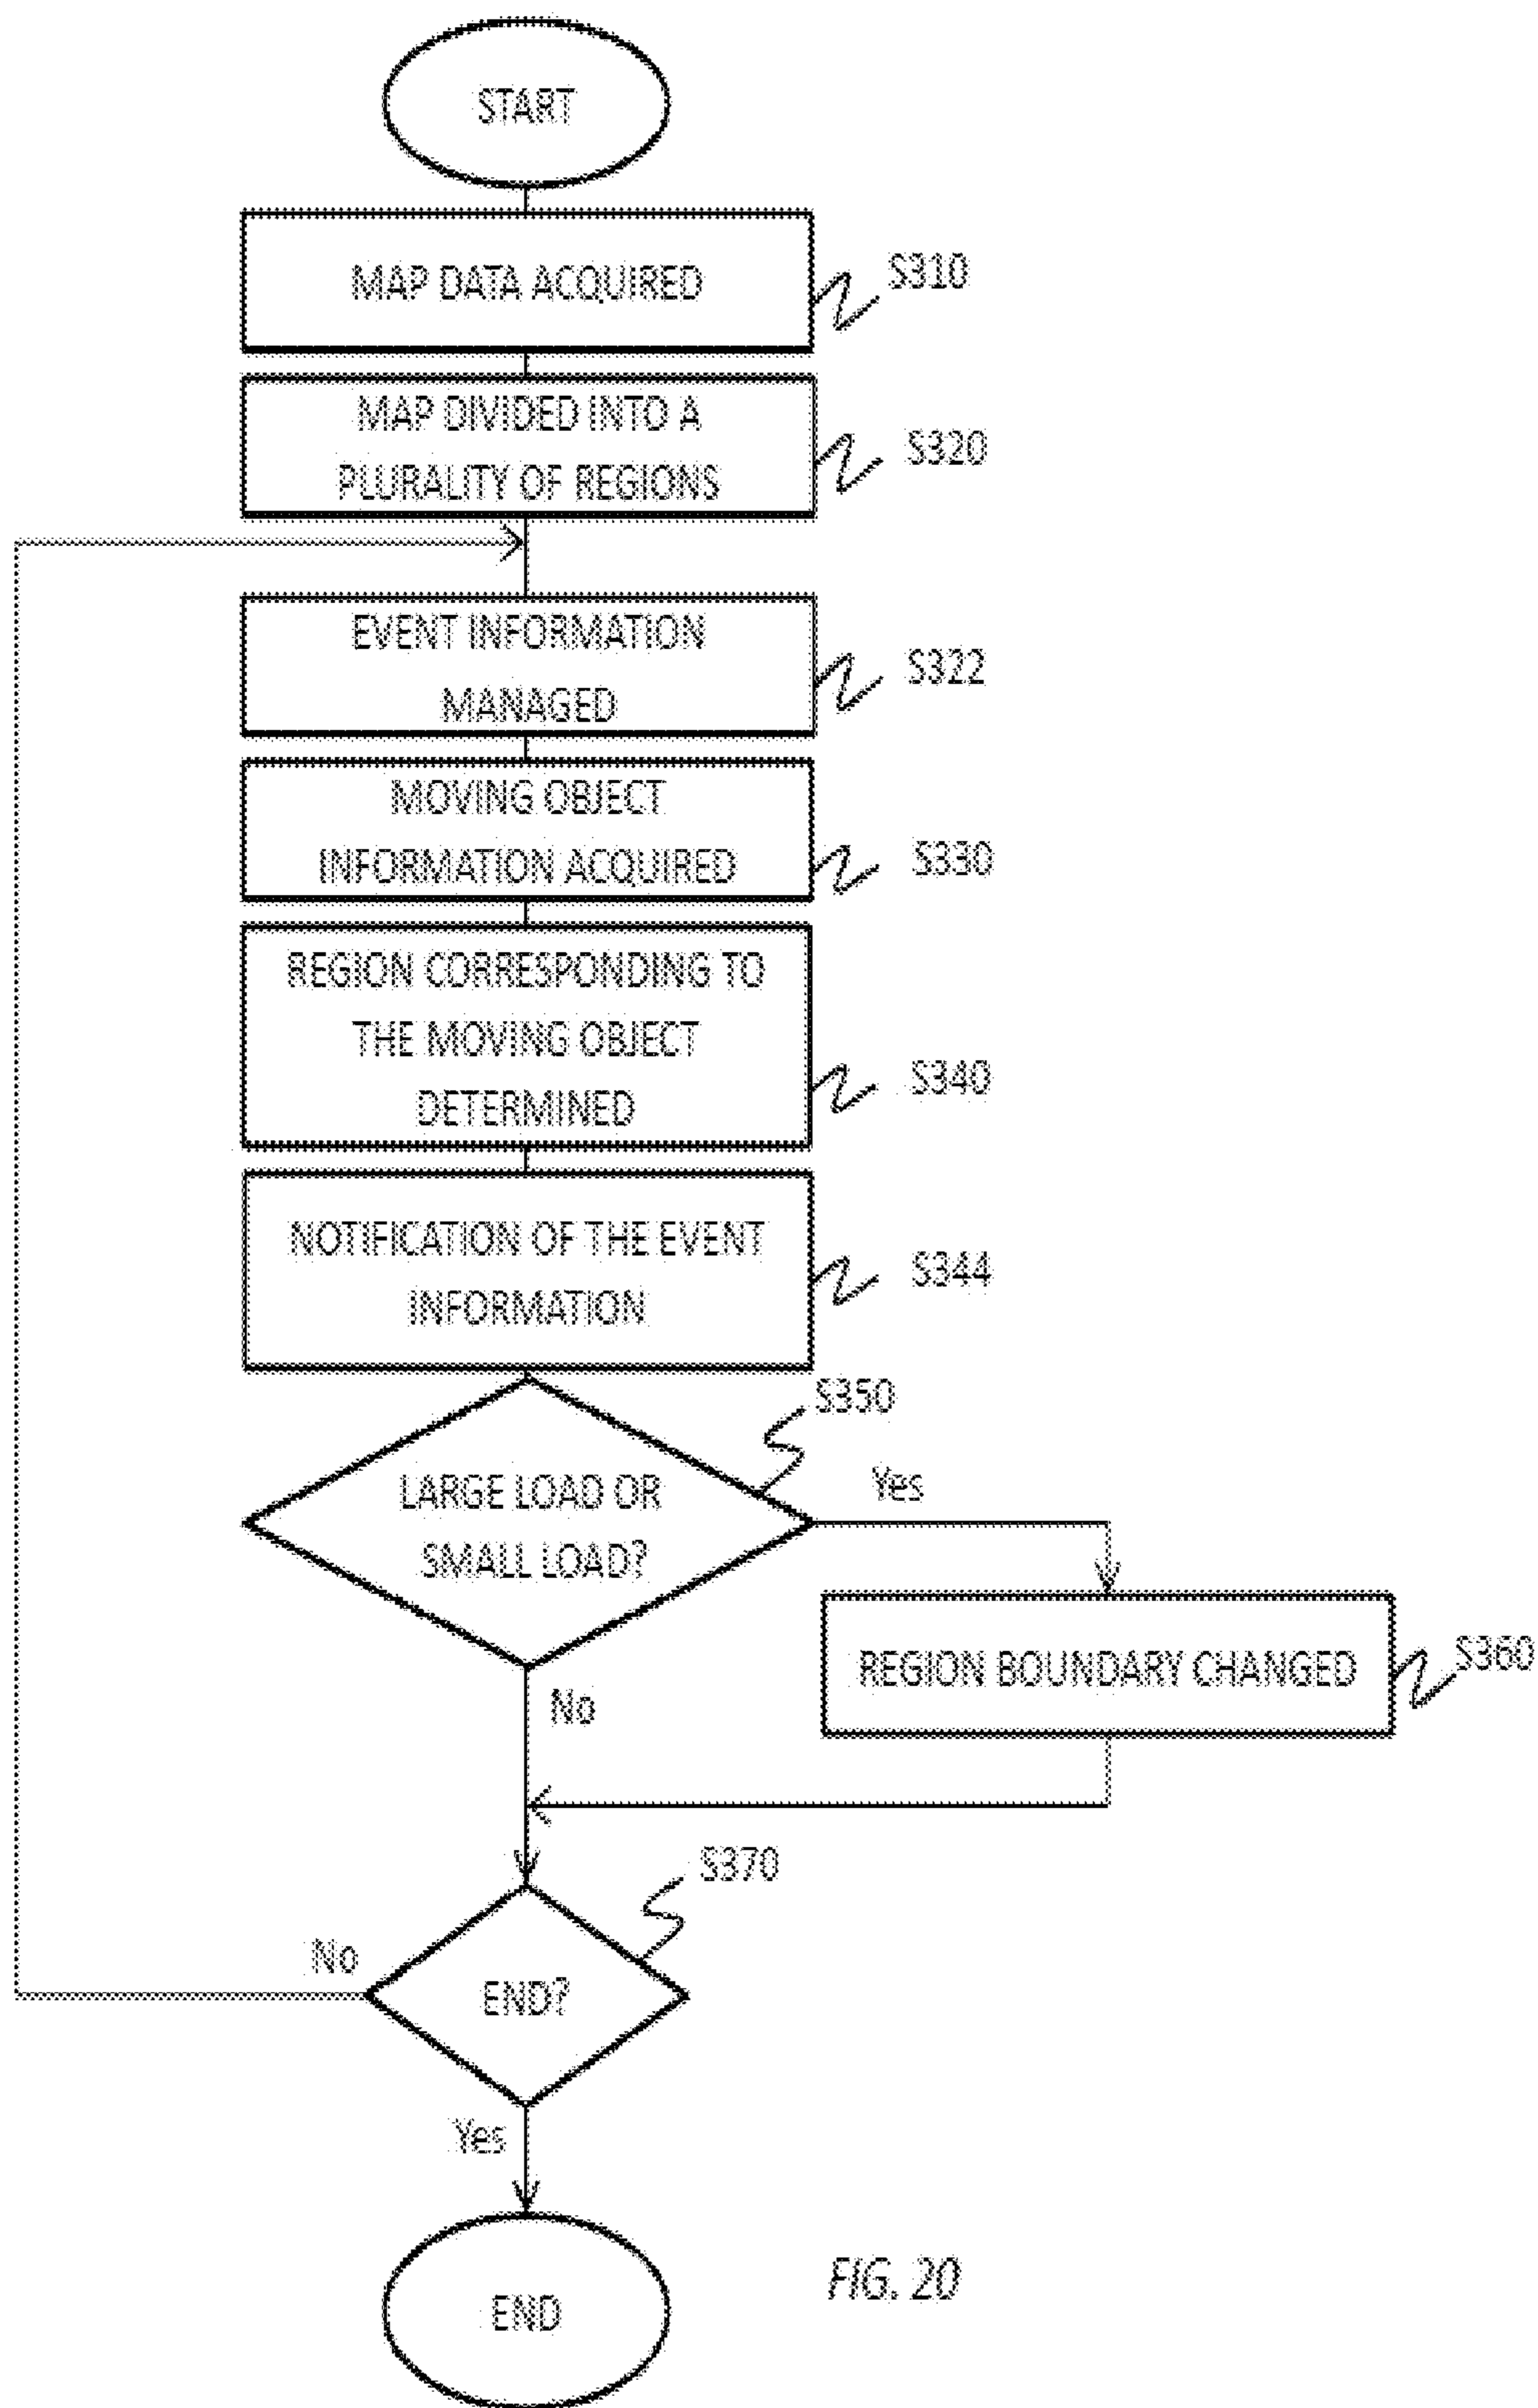 START
MAP DATA ACQUIRED
S310
MAP DIVIDED INTO A
PLURALITY OF REGIONS
S320
EVENT INFORMATION
MANAGED
S322
MOVING OBJECT
INFORMATION ACQUIRED
S330
REGION CORRESPONDING TO
THE MOVING OBJECT
DETERMINED
S340
NOTIFICATION OF THE EVENT
INFORMATION
S344
S350
LARGE LOAD OR
SMALL LOAD?
Yes
REGION BOUNDARY CHANGED
S360
No
S370
No
END?
Yes
END
FIG. 20